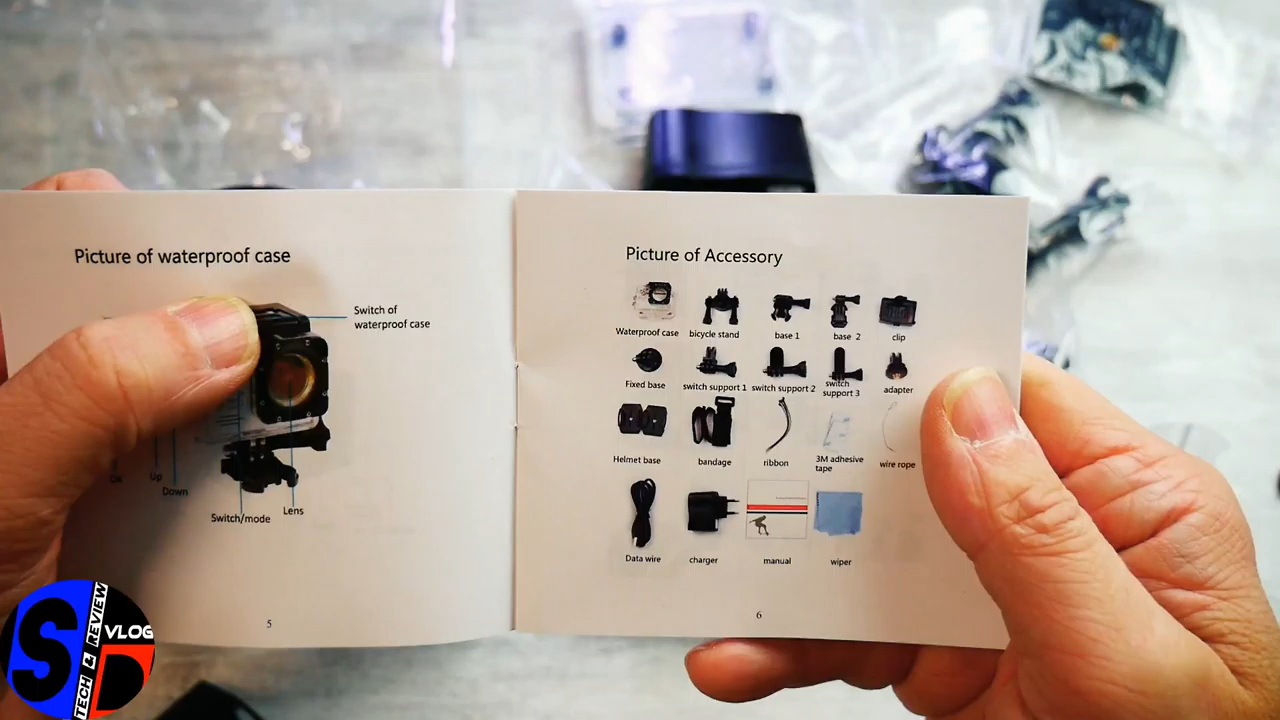 Picture of waterproof case
Switch of
waterproof case
Up
Down
Switch/mode
Lens
5
Picture of Accessory
Waterproof case
bicycle stand
base 1
base 2
clip
Fixed base
switch support 1
switch support 2
switch
support 3
adapter
Helmet base
bandage
ribbon
3M adhesive
tape
wire rope
Data wire
charger
manual
wiper
6
SD
VLOG
TECH & REVIEW